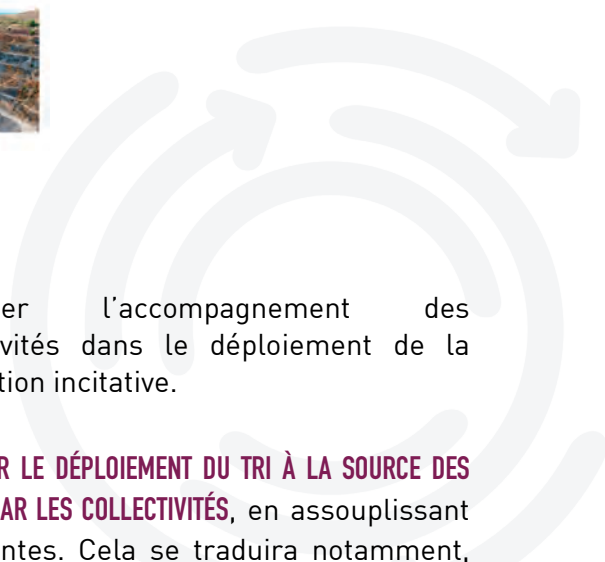 er l’accompagnement des
vités dans le déploiement de la
tion incitative.
R LE DÉPLOIEMENT DU TRI À LA SOURCE DES
AR LES COLLECTIVITÉS, en assouplissant
ntes. Cela se traduira notamment,